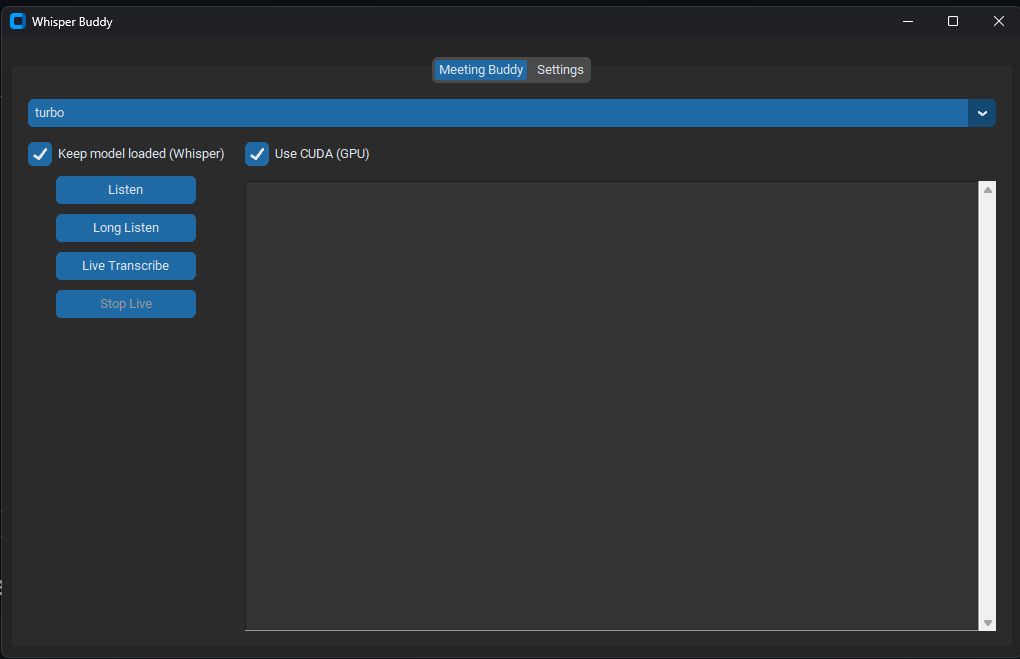 Whisper Buddy
Meeting Buddy Settings
turbo
Keep model loaded (Whisper) Use CUDA (GPU)
Listen
Long Listen
Live Transcribe
Stop Live